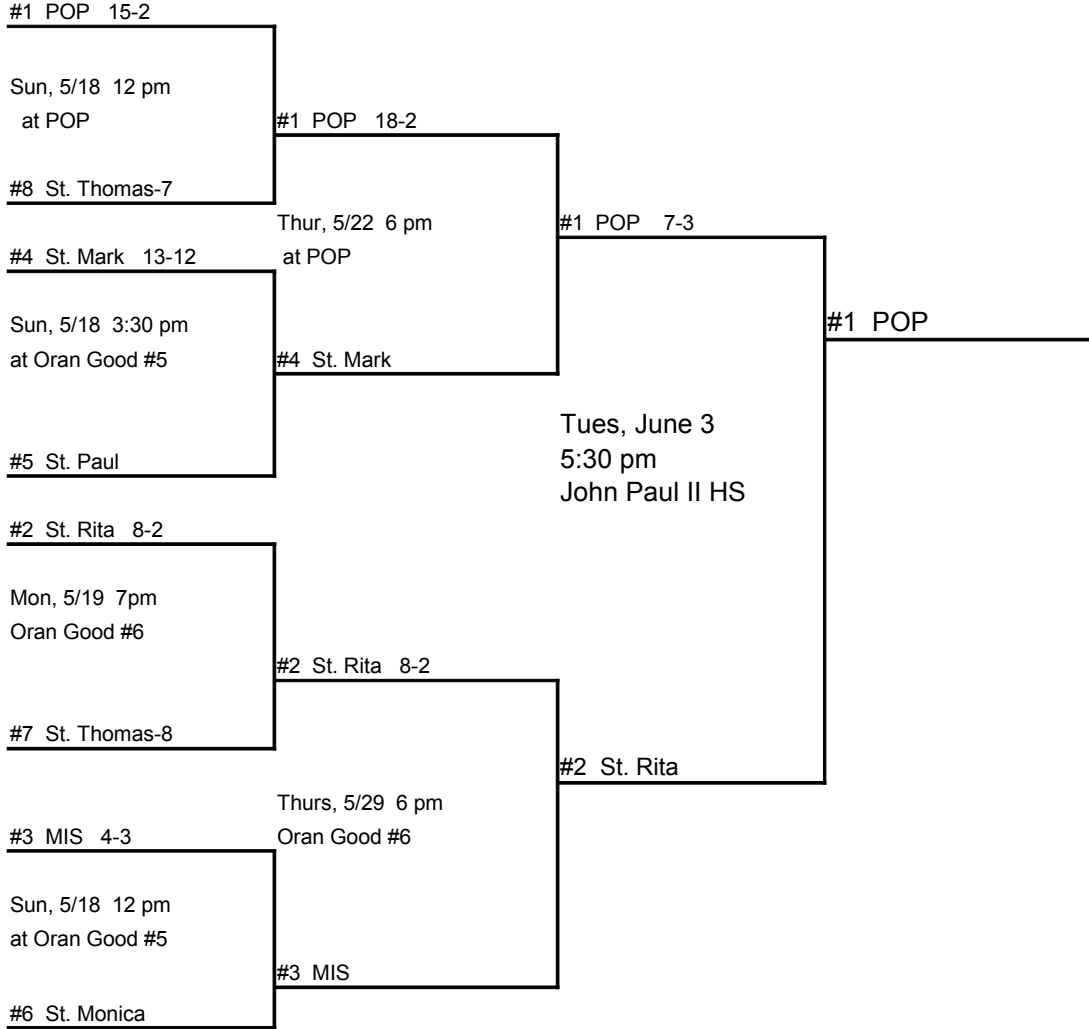 #1 POP 15-2
Sun, 5/18 12 pm
at POP
#1 POP 18-2
#8 St. Thomas-7
Thur, 5/22 6 pm
#1 POP 7-3
#4 St. Mark 13-12
at POP
Sun, 5/18 3:30 pm
#1 POP
at Oran Good #5
#4 St. Mark
Tues, June 3
5:30 pm
#5 St. Paul
John Paul II HS
#2 St. Rita 8-2
Mon, 5/19 7pm
Oran Good #6
#2 St. Rita 8-2
#7 St. Thomas-8
#2 St. Rita
Thurs, 5/29 6 pm
#3 MIS 4-3
Oran Good #6
Sun, 5/18 12 pm
at Oran Good #5
#3 MIS
#6 St. Monica